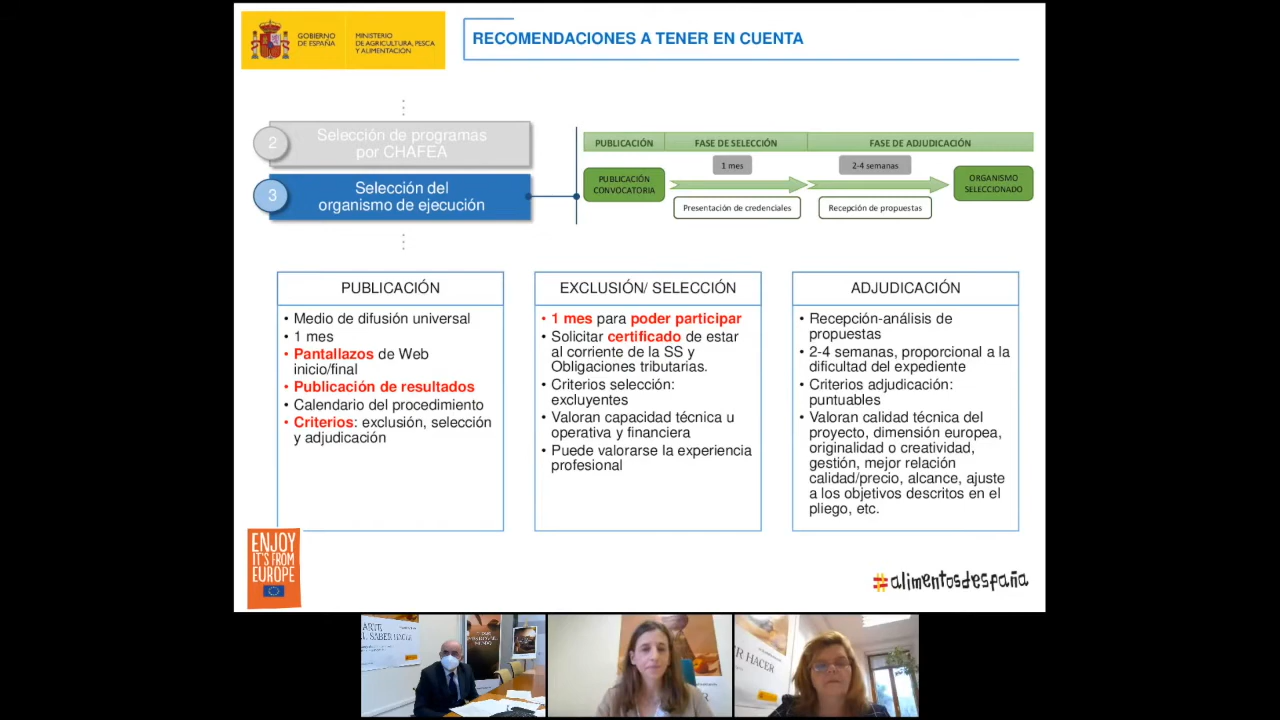 GOBIERNO
DE ESPAÑA
MINISTERIO
DE AGRICULTURA, PESCA
Y ALIMENTACIÓN
RECOMENDACIONES A TENER EN CUENTA
2
Selección de programas
por CHAFEA
3
Selección del
organismo de ejecución
PUBLICACIÓN
FASE DE SELECCIÓN
FASE DE ADJUDICACIÓN
1 mes
2-4 semanas
PUBLICACIÓN
CONVOCATORIA
ORGANISMO
SELECCIONADO
Presentación de credenciales
Recepción de propuestas
PUBLICACIÓN
• Medio de difusión universal
• 1 mes
• Pantallazos de Web
inicio/final
• Publicación de resultados
• Calendario del procedimiento
• Criterios: exclusión, selección
y adjudicación
EXCLUSIÓN/ SELECCIÓN
• 1 mes para poder participar
• Solicitar certificado de estar
al corriente de la SS y
Obligaciones tributarias.
• Criterios selección:
excluyentes
• Valoran capacidad técnica u
operativa y financiera
• Puede valorarse la experiencia
profesional
ADJUDICACIÓN
• Recepción-análisis de
propuestas
• 2-4 semanas, proporcional a la
dificultad del expediente
• Criterios adjudicación:
puntuables
• Valoran calidad técnica del
proyecto, dimensión europea,
originalidad o creatividad,
gestión, mejor relación
calidad/precio, alcance, ajuste
a los objetivos descritos en el
pliego, etc.
ENJOY
IT'S FROM
EUROPE
#alimentosdespaña
ARTE
SABER
ER HACER